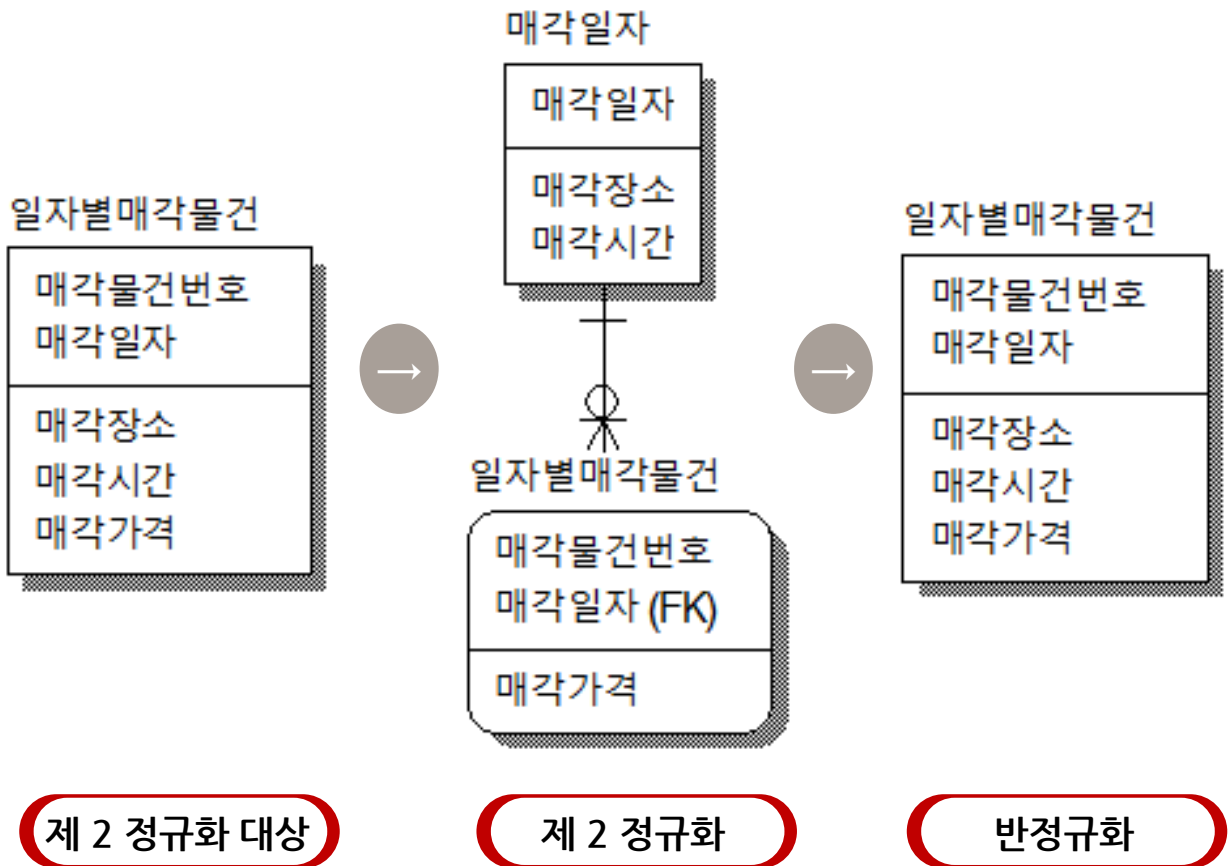 일자별매각물건
매각물건번호
매각일자
매각장소
매각시간
매각가격
제 2 정규화 대상
→
매각일자
매각일자
매각장소
매각시간
일자별매각물건
매각물건번호
매각일자 (FK)
매각가격
제 2 정규화
→
일자별매각물건
매각물건번호
매각일자
매각장소
매각시간
매각가격
반정규화